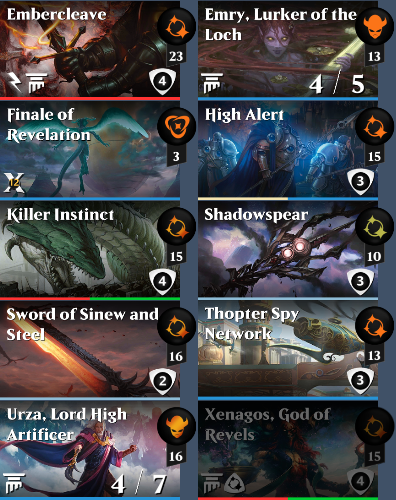 Embercleave
23
4
Emry, Lurker of the
Loch
13
4 / 5
Finale of
Revelation
3
X
12
High Alert
15
3
Killer Instinct
15
4
Shadowspear
10
3
Sword of Sinew and
Steel
16
2
Thopter Spy
Network
13
3
Urza, Lord High
Artificer
16
4 / 7
Xenagos, God of
Revels
15
4